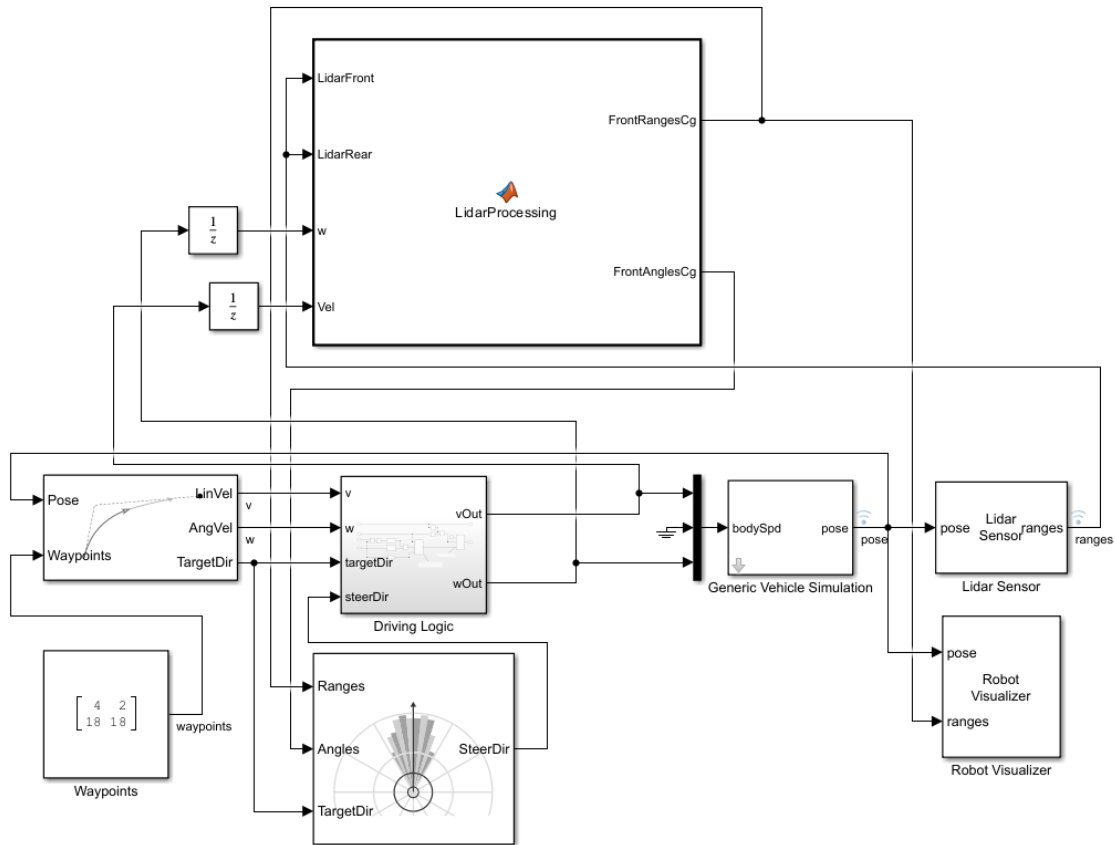 LidarFront
FrontRangesCg
LidarRear
LidarProcessing
1
z
w
FrontAnglesCg
1
z
Vel
Pose
LinVel
v
AngVel
w
Waypoints
TargetDir
v
vOut
w
targetDir
wOut
steerDir
Driving Logic
bodySpd
pose
pose
Generic Vehicle Simulation
pose
Lidar
Sensor
ranges
ranges
Lidar Sensor
4 2
18 18
waypoints
Waypoints
Ranges
Angles
SteerDir
TargetDir
pose
Robot
Visualizer
ranges
Robot Visualizer